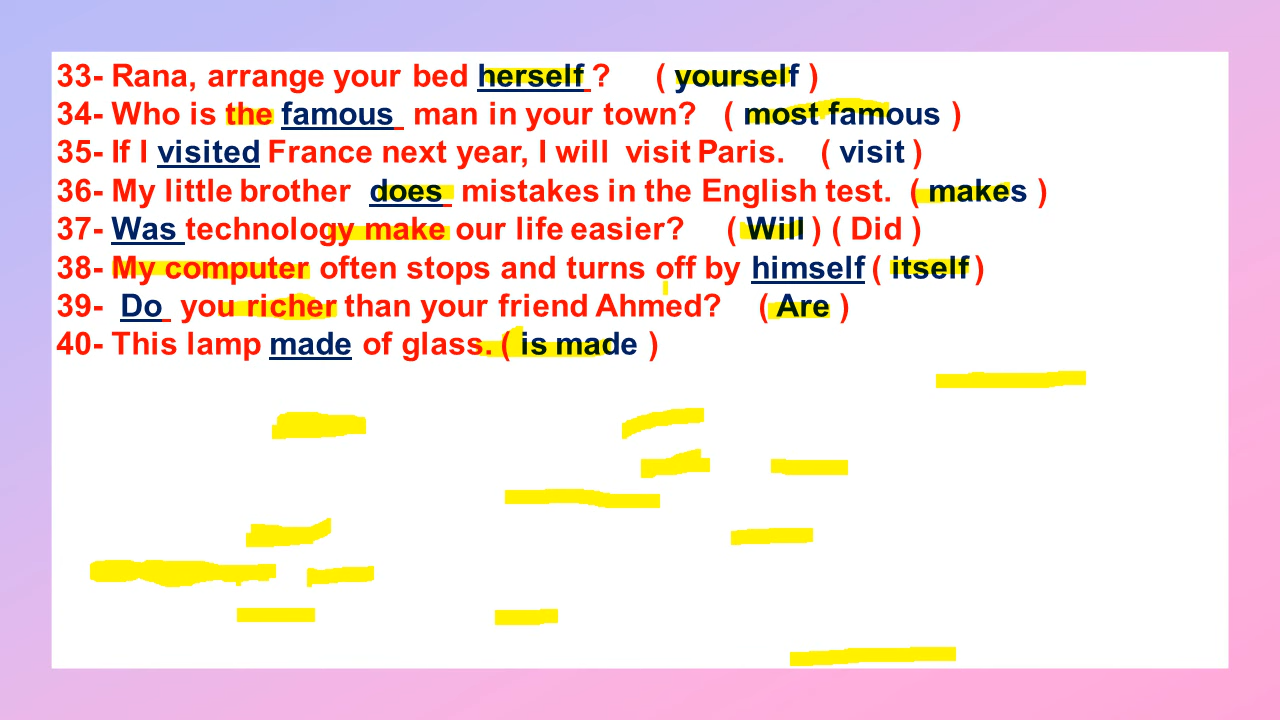 33- Rana, arrange your bed herself ? ( yourself )
34- Who is the famous man in your town? ( most famous )
35- If I visited France next year, I will visit Paris. ( visit )
36- My little brother does mistakes in the English test. ( makes )
37- Was technology make our life easier? ( Will ) ( Did )
38- My computer often stops and turns off by himself ( itself )
39- Do you richer than your friend Ahmed? ( Are )
40- This lamp made of glass. ( is made )